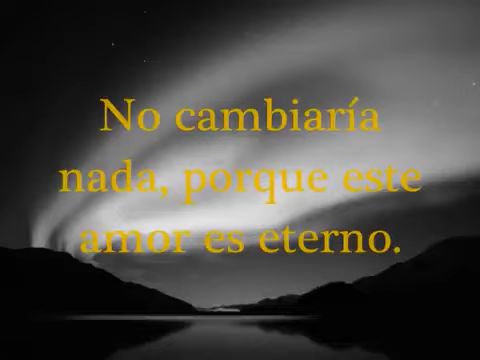 No cambiaría
nada, porque este
amor es eterno.